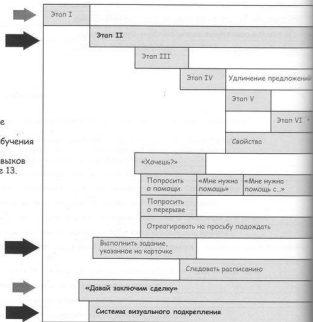 Этап I
Этап II
Этап III
Этап IV
Удлинение предложений
Этап V
Этап VI
Свойства
е
бучения
выков
е 13.
«Хочешь?»
Попросить
о помощи
«Мне нужна
помощь»
«Мне нужна
помощь с...»
Попросить
о перерыве
Отреагировать на просьбу подождать
Выполнить задание,
указанное на карточке
Следовать расписанию
«Давай заключим сделку»
Системы визуального подкрепления